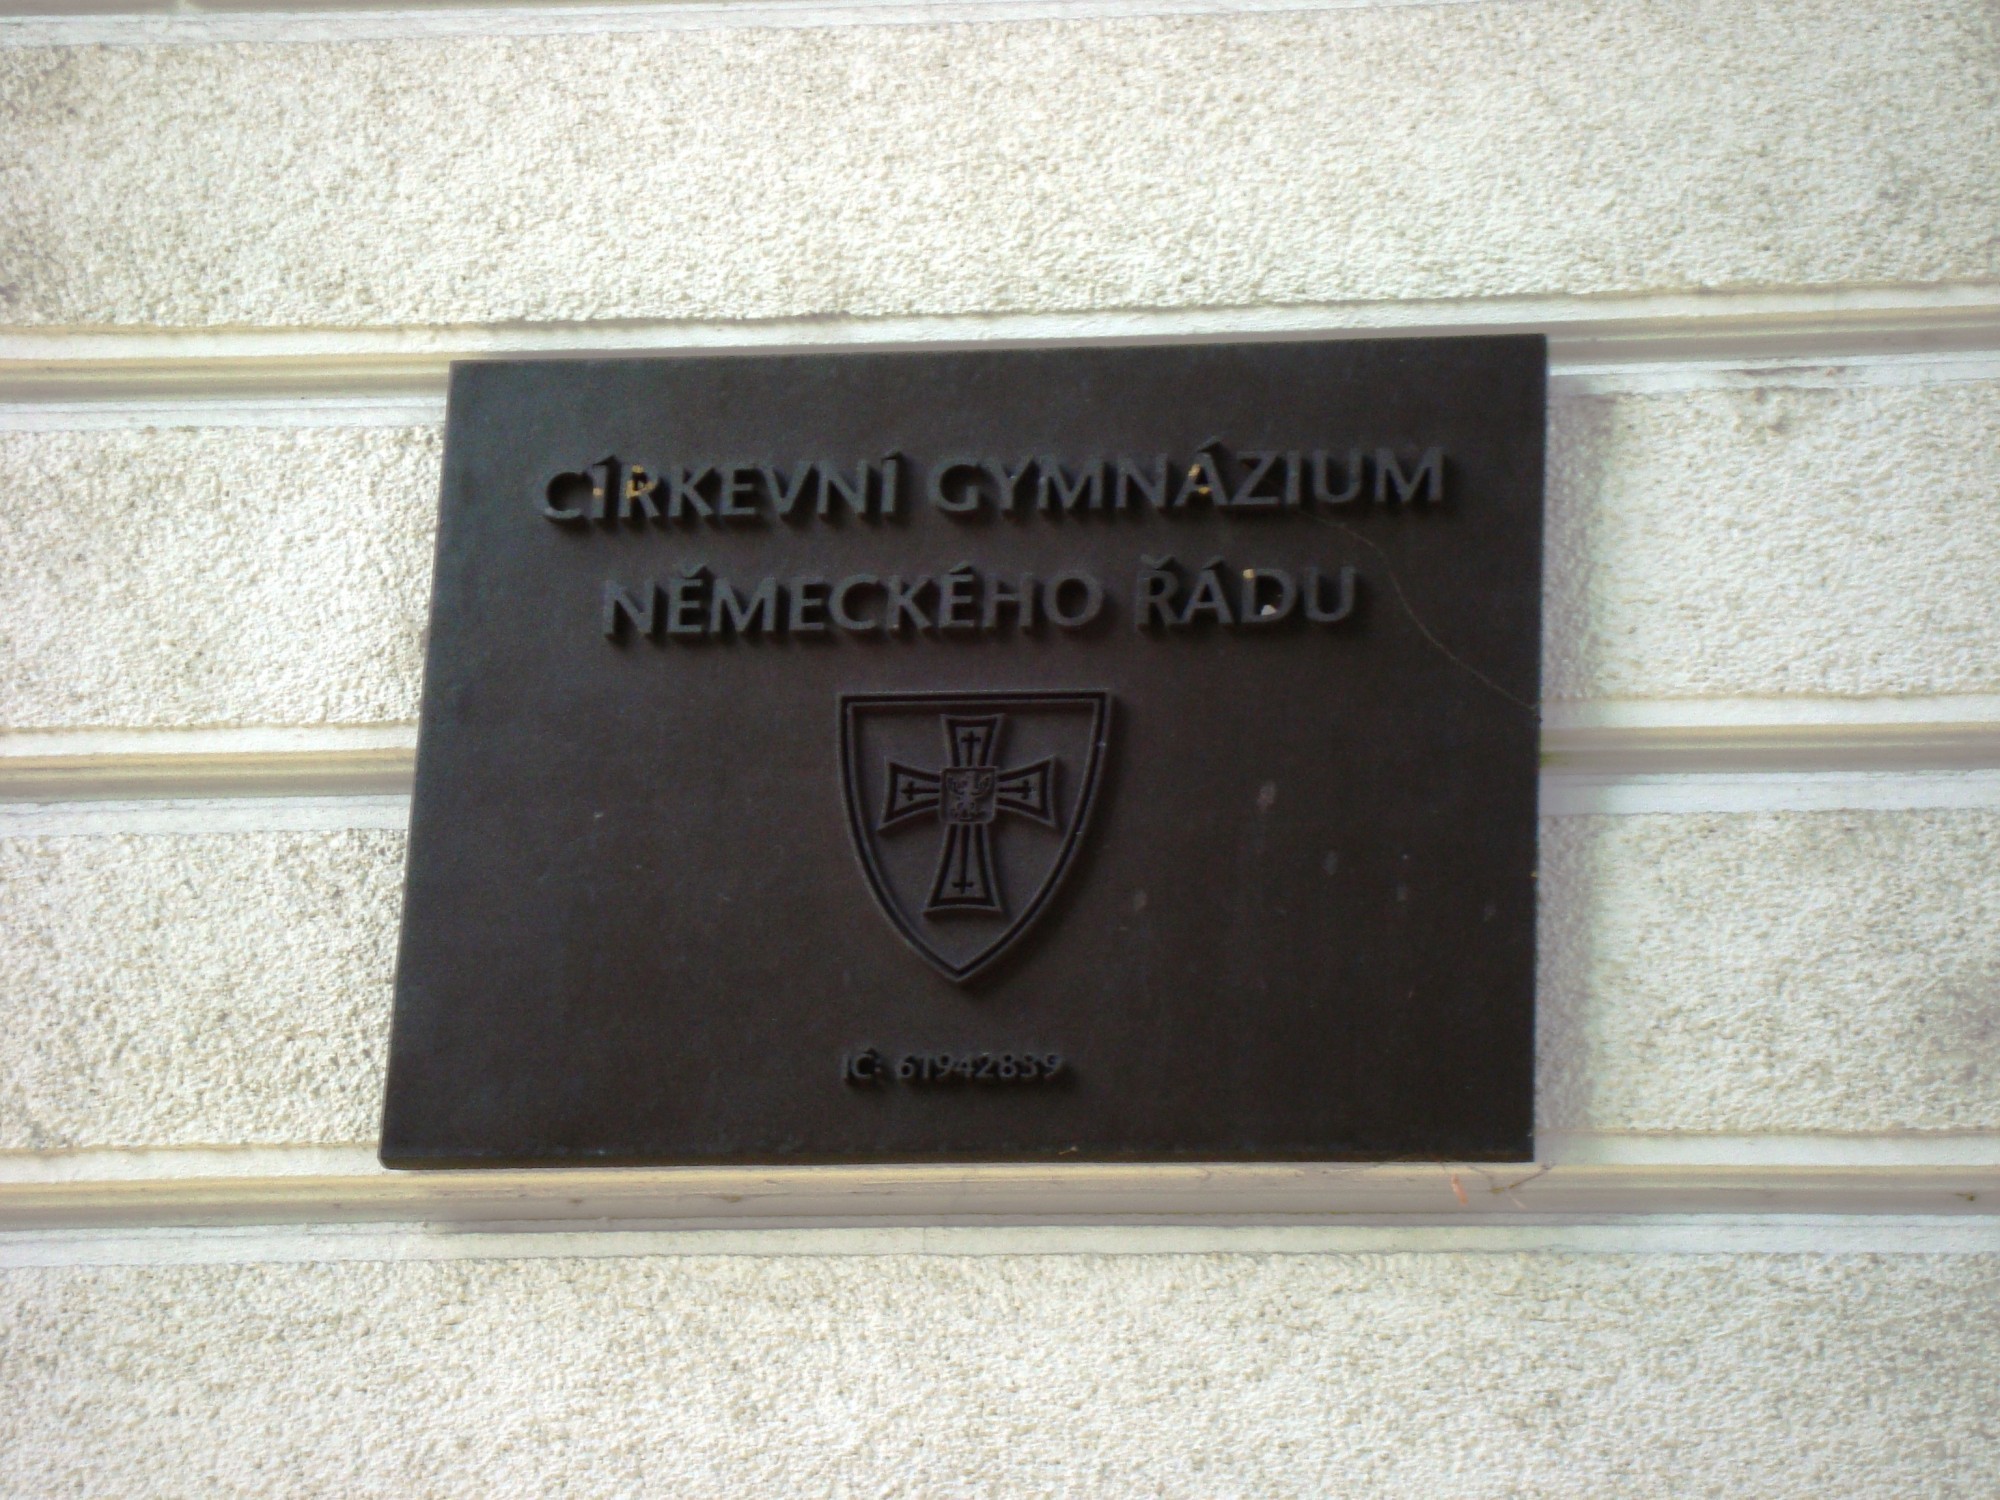 CÍRKEVNÍ GYMNÁZIUM
NĚMECKÉHO ŘÁDU
IČ: 61942839